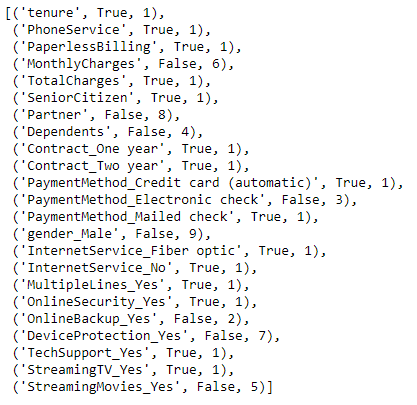 [('tenure', True, 1),
('PhoneService', True, 1),
('PaperlessBilling', True, 1),
('MonthlyCharges', False, 6),
('TotalCharges', True, 1),
('SeniorCitizen', True, 1),
('Partner', False, 8),
('Dependents', False, 4),
('Contract_One year', True, 1),
('Contract_Two year', True, 1),
('PaymentMethod_Credit card (automatic)', True, 1),
('PaymentMethod_Electronic check', False, 3),
('PaymentMethod_Mailed check', True, 1),
('gender_Male', False, 9),
('InternetService_Fiber optic', True, 1),
('InternetService_No', True, 1),
('MultipleLines_Yes', True, 1),
('OnlineSecurity_Yes', True, 1),
('OnlineBackup_Yes', False, 2),
('DeviceProtection_Yes', False, 7),
('TechSupport_Yes', True, 1),
('StreamingTV_Yes', True, 1),
('StreamingMovies_Yes', False, 5)]